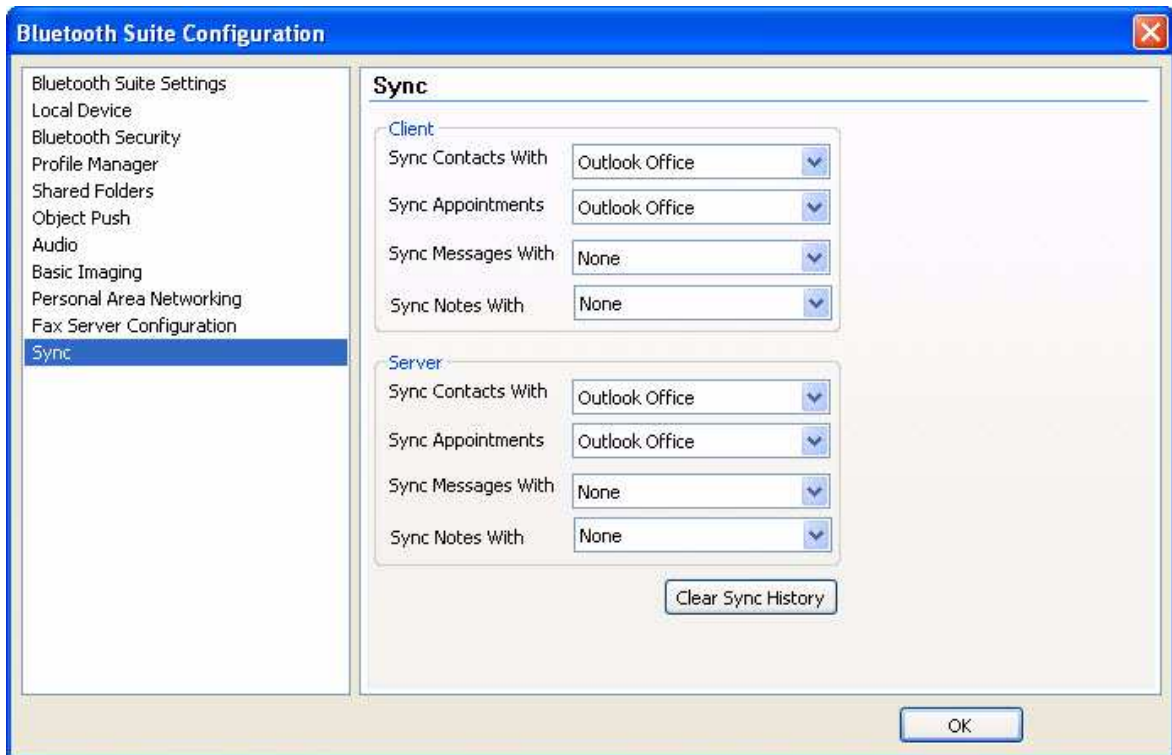 Bluetooth Suite Configuration
Bluetooth Suite Settings
Local Device
Bluetooth Security
Profile Manager
Shared Folders
Object Push
Audio
Basic Imaging
Personal Area Networking
Fax Server Configuration
Sync
Sync
Client
Sync Contacts With Outlook Office
Sync Appointments Outlook Office
Sync Messages With None
Sync Notes With None
Server
Sync Contacts With Outlook Office
Sync Appointments Outlook Office
Sync Messages With None
Sync Notes With None
Clear Sync History
OK